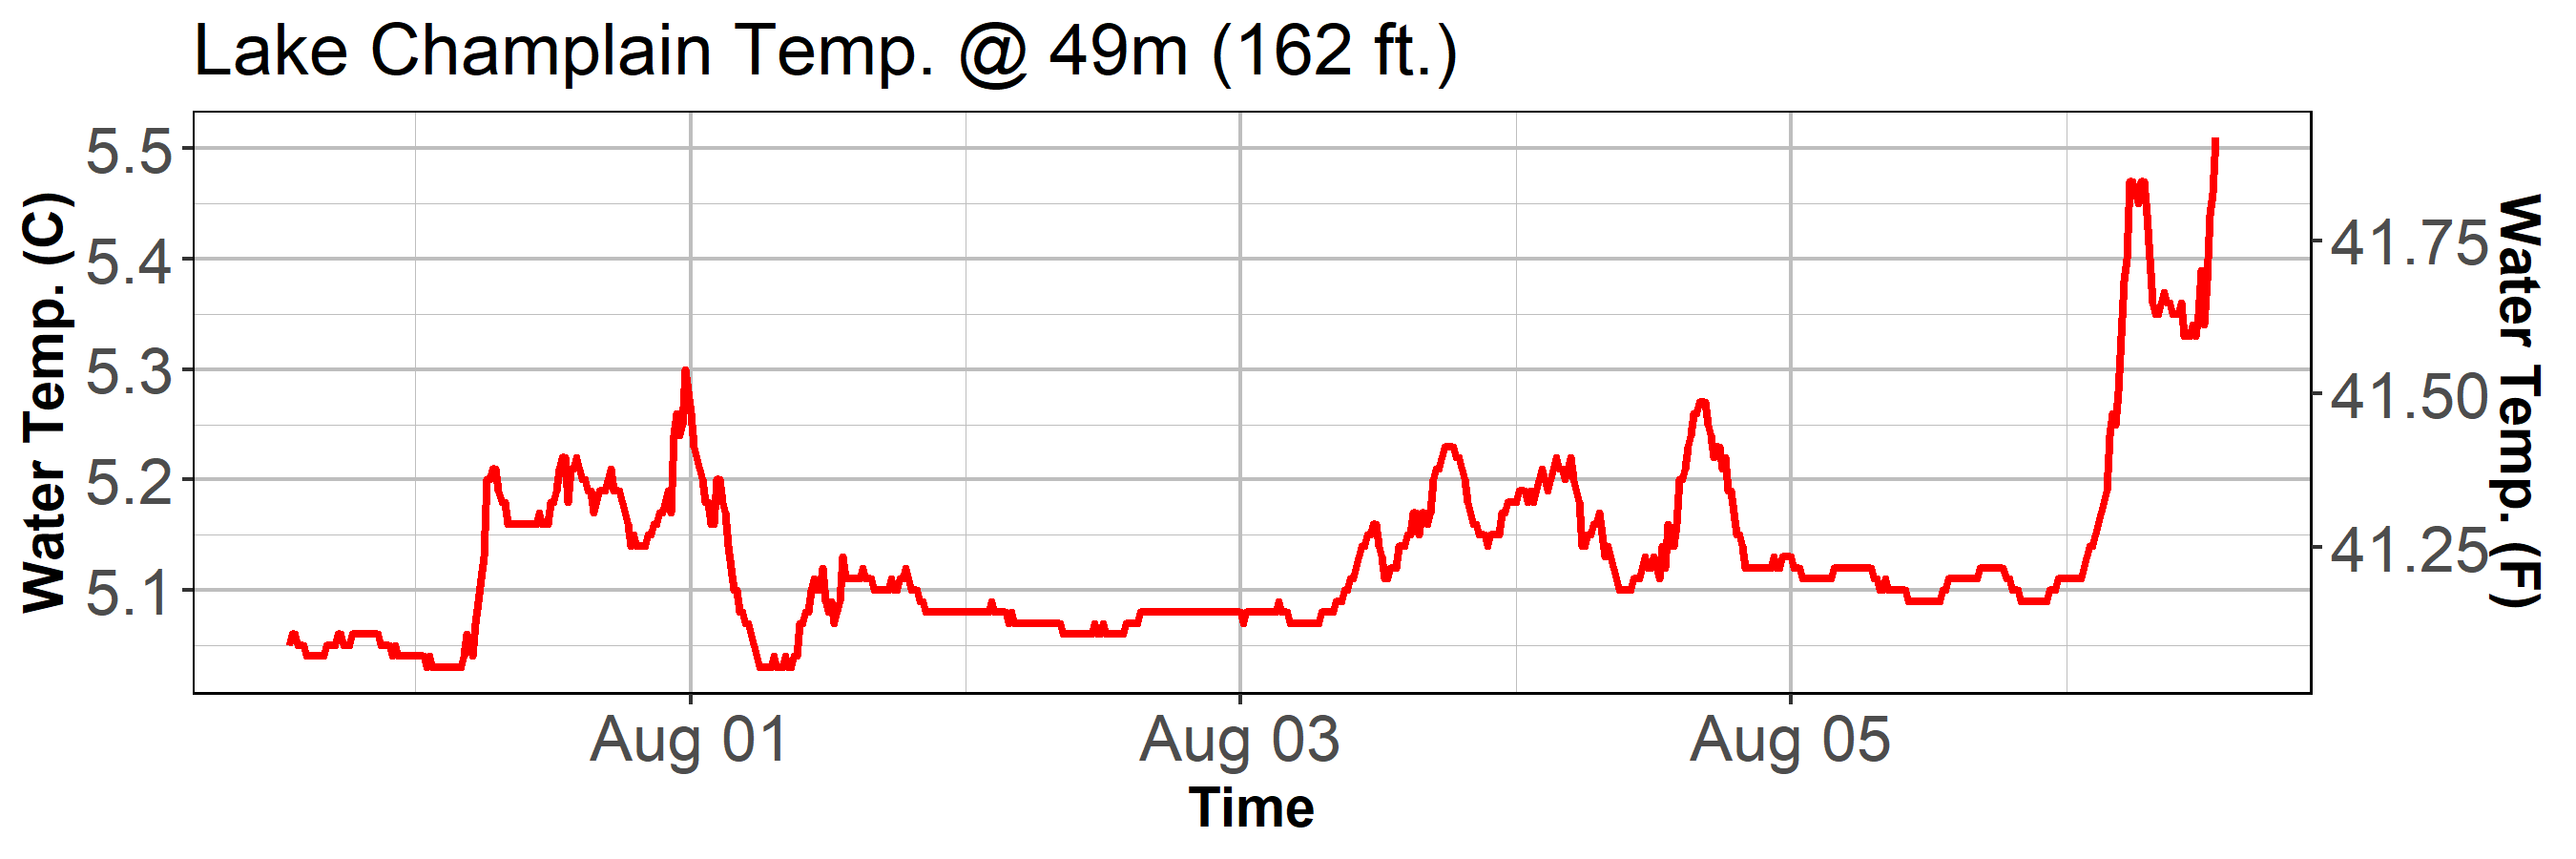 Lake Champlain Temp. @ 49m (162 ft.)
Water Temp. (C)
5.5
5.4
5.3
5.2
5.1
41.75
41.50
41.25
Water Temp. (F)
Aug 01
Aug 03
Aug 05
Time